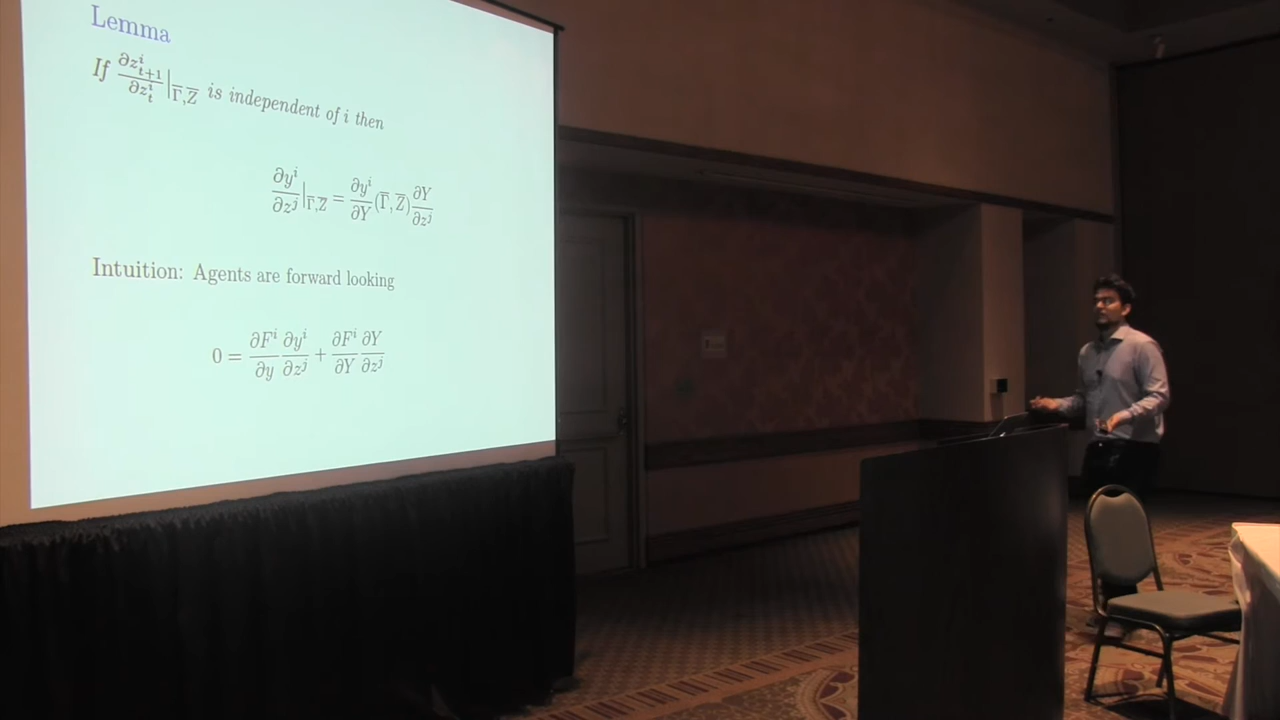 Lemma
If ∂z^i_{t+1}/∂z^i_t |_{Γ̅,Z̅} is independent of i then
∂y^i/∂z^j |_{Γ̅,Z̅} = ∂y^i/∂Y (Γ̅, Z̅) ∂Y/∂z^j
Intuition: Agents are forward looking
0 = ∂F^i/∂y ∂y^i/∂z^j + ∂F^i/∂Y ∂Y/∂z^j